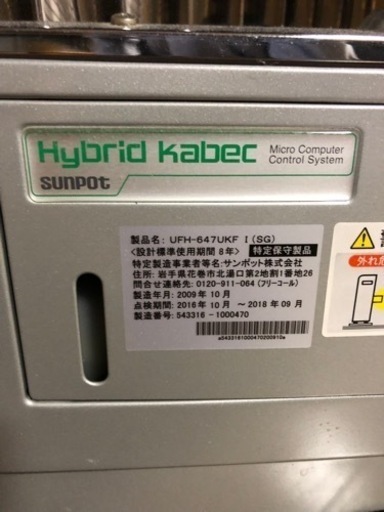 Hybrid Kabec
Micro Computer
Control System
sunpot
製品名: UFH-647UKF I (SG)
<設計標準使用期間 8年> 特定保守製品
特定製造事業者等名: サンポット株式会社
住所: 岩手県花巻市北湯口第2地割1番地26
問合せ連絡先: 0120-911-064 (フリーコール)
製造年月: 2009年 10月
点検期間: 2016年 10月 ～ 2018年 09月
製造番号: 543316 -1000470
a0433161000470200910a
警
外れ危